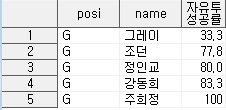 posi name 자유투성공률
1 G 그레이 33,3
2 G 조던 77,8
3 G 정인교 80,0
4 G 강동희 83,3
5 G 주희정 100